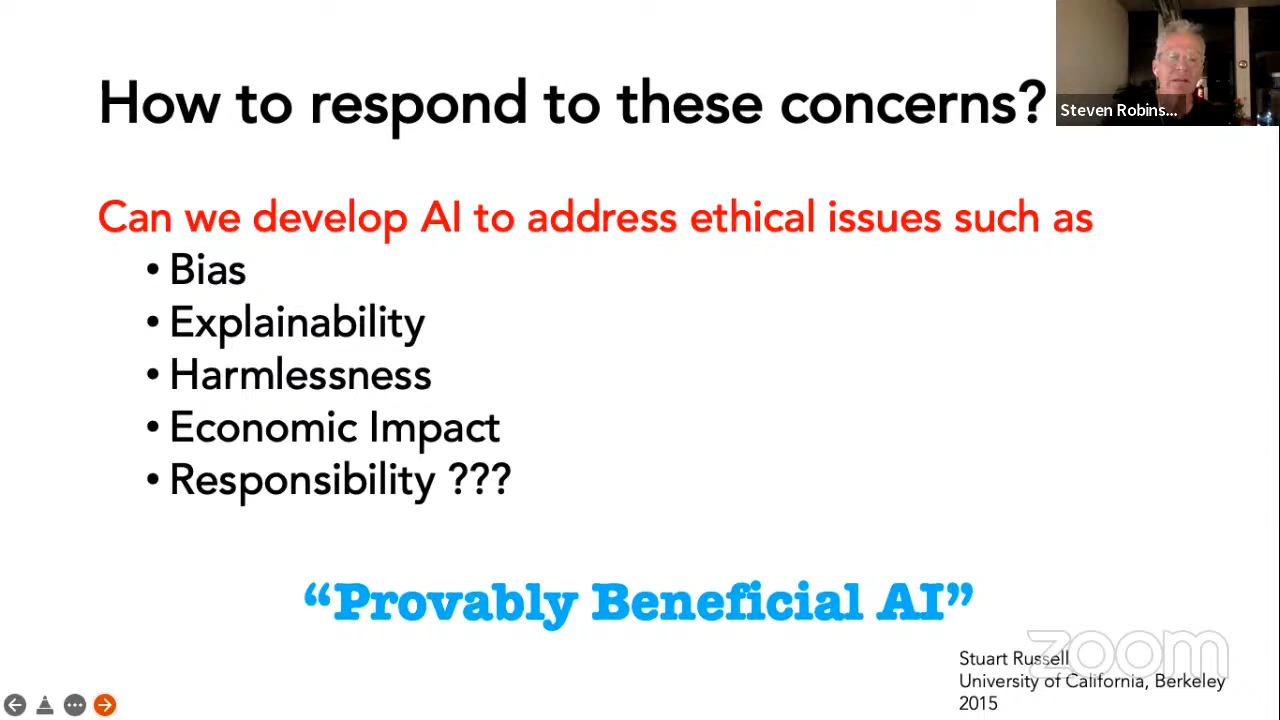 How to respond to these concerns?
Steven Robins...
Can we develop AI to address ethical issues such as
• Bias
• Explainability
• Harmlessness
• Economic Impact
• Responsibility ???
“Provably Beneficial AI”
zoom
Stuart Russell
University of California, Berkeley
2015